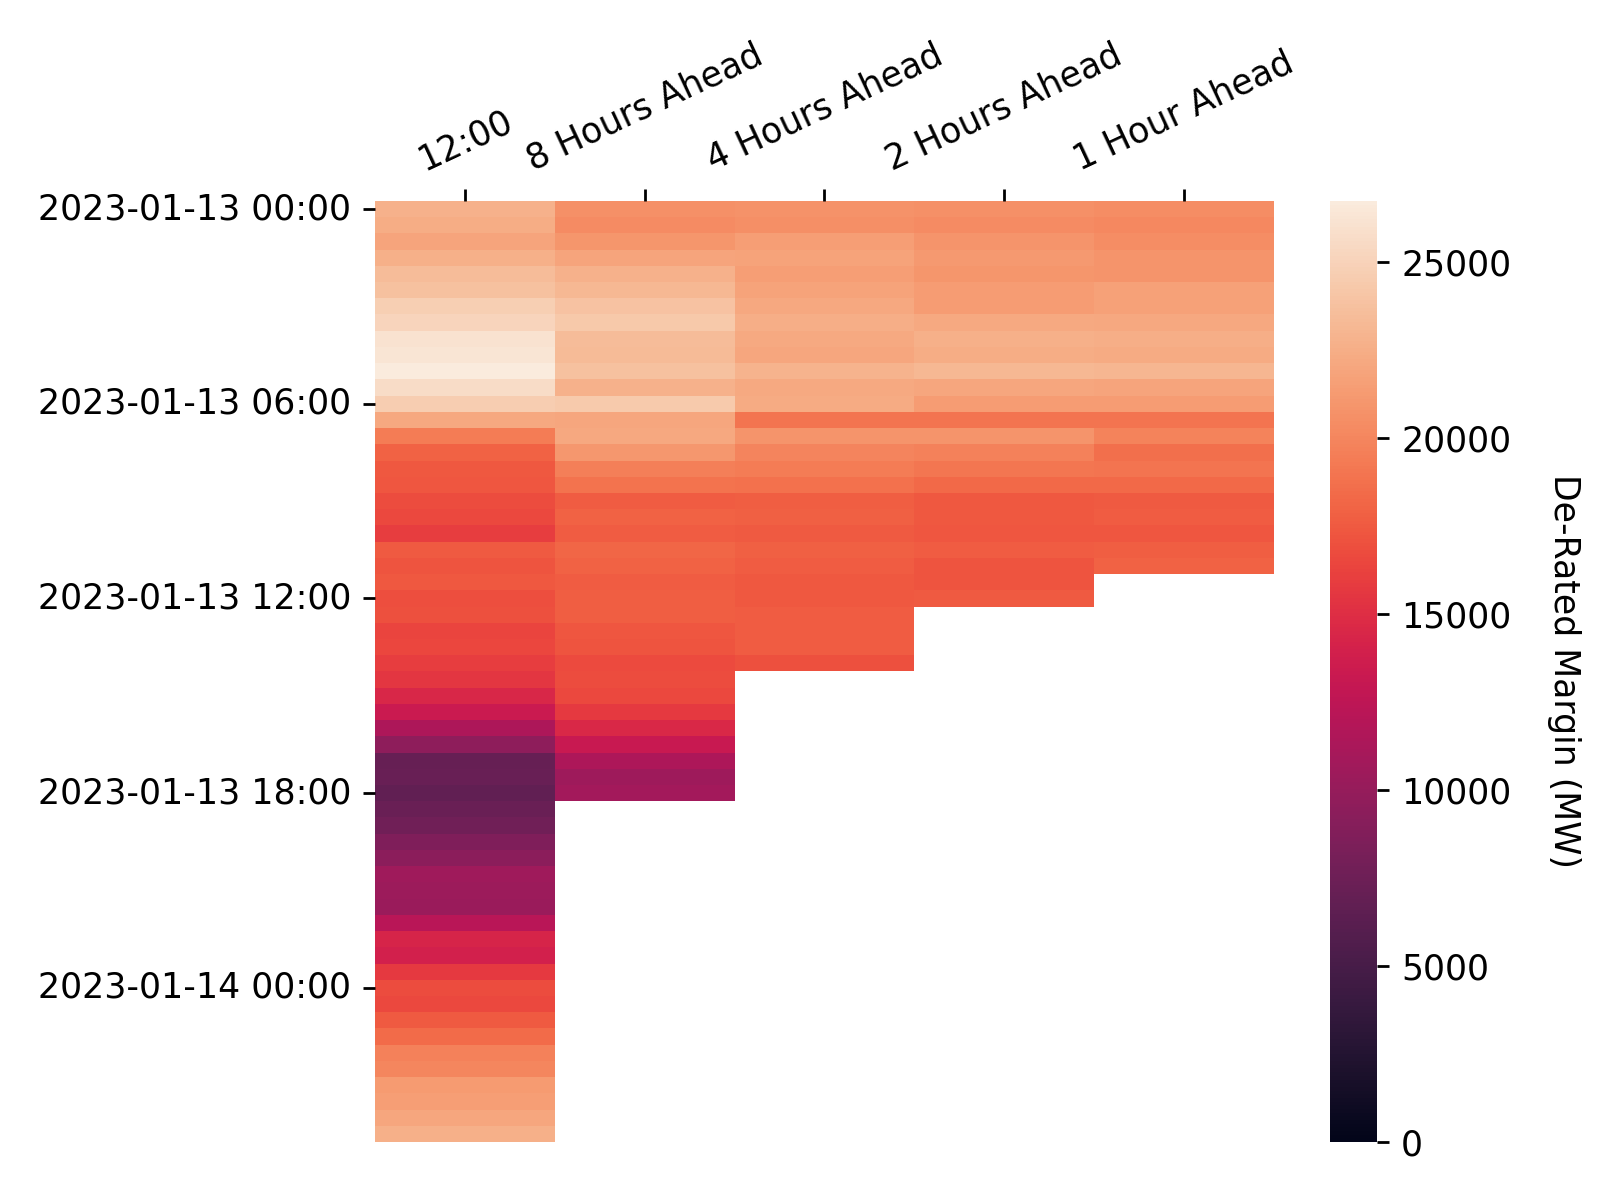 12:00
8 Hours Ahead
4 Hours Ahead
2 Hours Ahead
1 Hour Ahead
2023-01-13 00:00
2023-01-13 06:00
2023-01-13 12:00
2023-01-13 18:00
2023-01-14 00:00
25000
20000
15000
10000
5000
0
De-Rated Margin (MW)